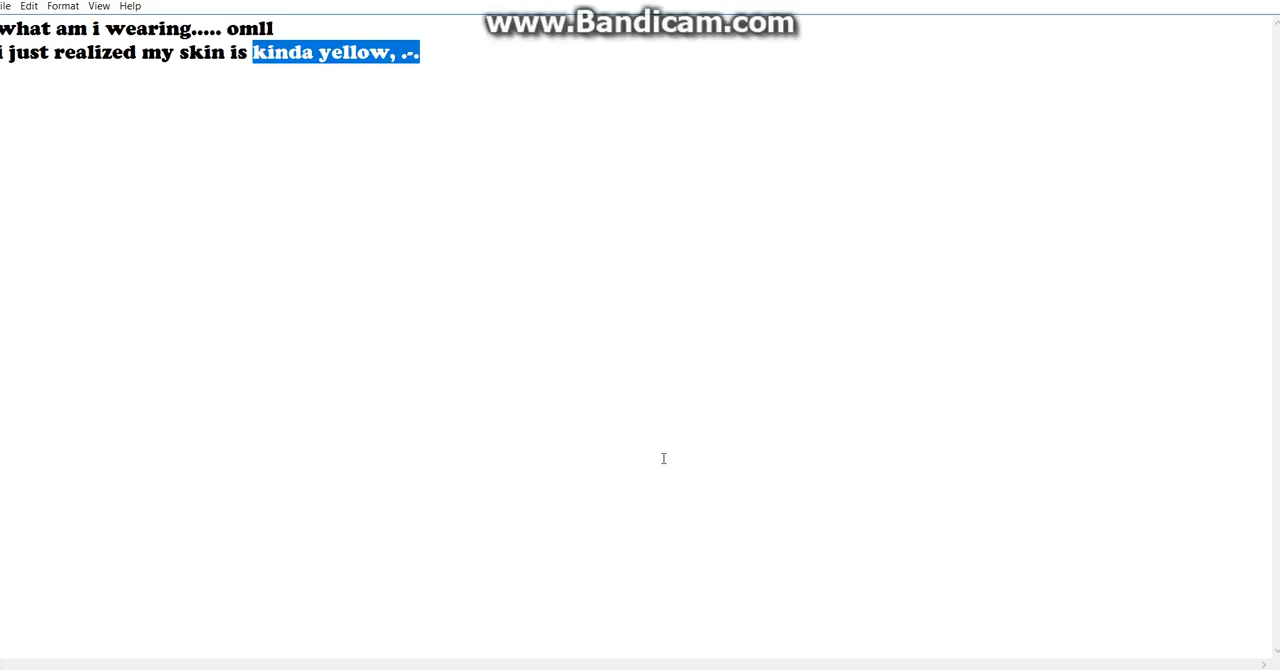 ile Edit Format View Help
www.Bandicam.com
what am i wearing..... omll
i just realized my skin is kinda yellow, .-.